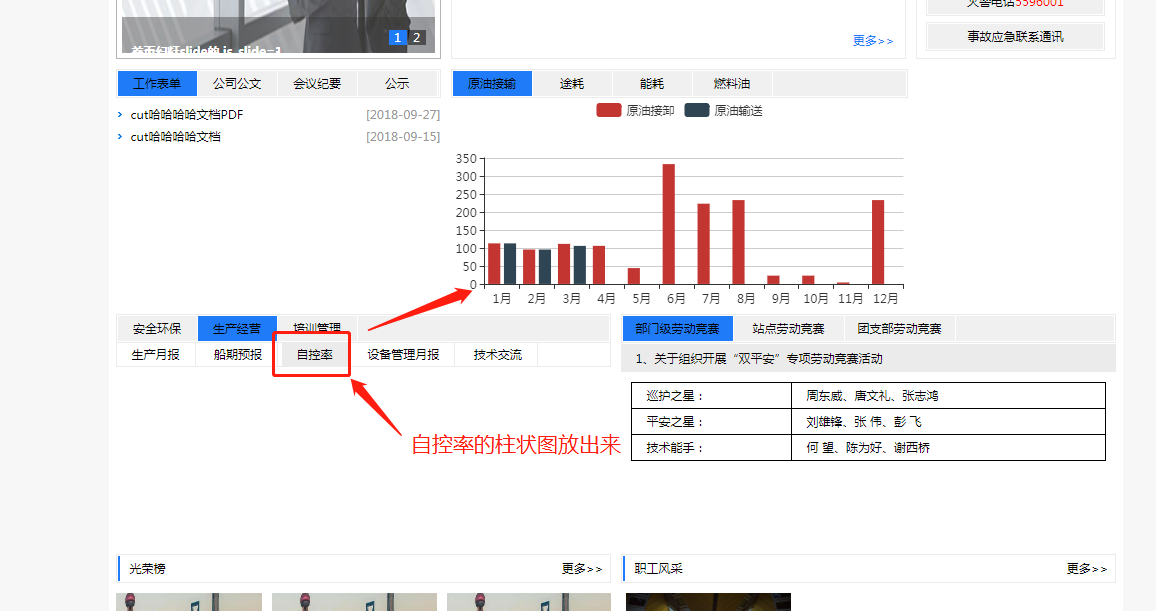 火警电话5596001
1 2
更多>>
事故应急联系通讯
工作表单 公司公文 会议纪要 公示
原油接输 途耗 能耗 燃料油
cut哈哈哈哈文档PDF [2018-09-27]
cut哈哈哈哈文档 [2018-09-15]
原油接卸 原油输送
350
300
250
200
150
100
50
0
1月 2月 3月 4月 5月 6月 7月 8月 9月 10月 11月 12月
安全环保 生产经营 培训管理
生产月报 船期预报 自控率 设备管理月报 技术交流
部门级劳动竞赛 站点劳动竞赛 团支部劳动竞赛
1、关于组织开展“双平安”专项劳动竞赛活动
巡护之星： 周东威、唐文礼、张志鸿
平安之星： 刘雄锋、张 伟、彭 飞
技术能手： 何 望、陈为好、谢西桥
自控率的柱状图放出来
光荣榜 更多>>
职工风采 更多>>